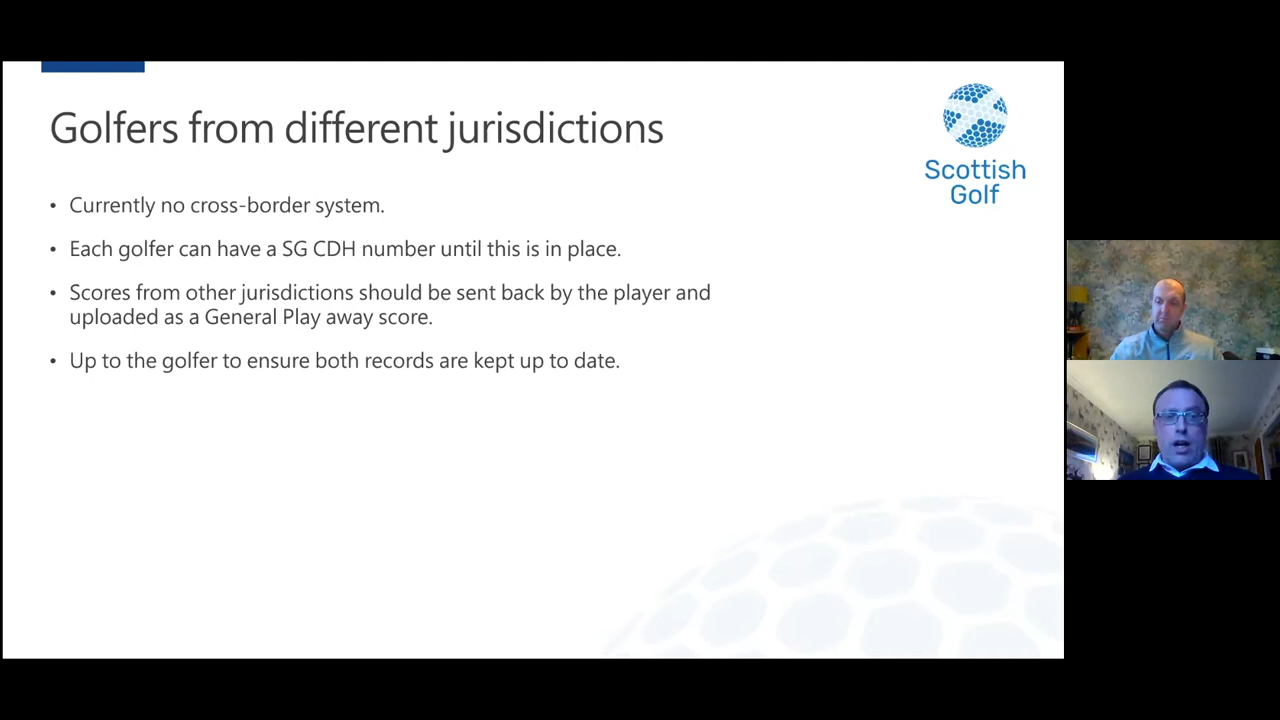 Golfers from different jurisdictions
Scottish
Golf
• Currently no cross-border system.
• Each golfer can have a SG CDH number until this is in place.
• Scores from other jurisdictions should be sent back by the player and
uploaded as a General Play away score.
• Up to the golfer to ensure both records are kept up to date.